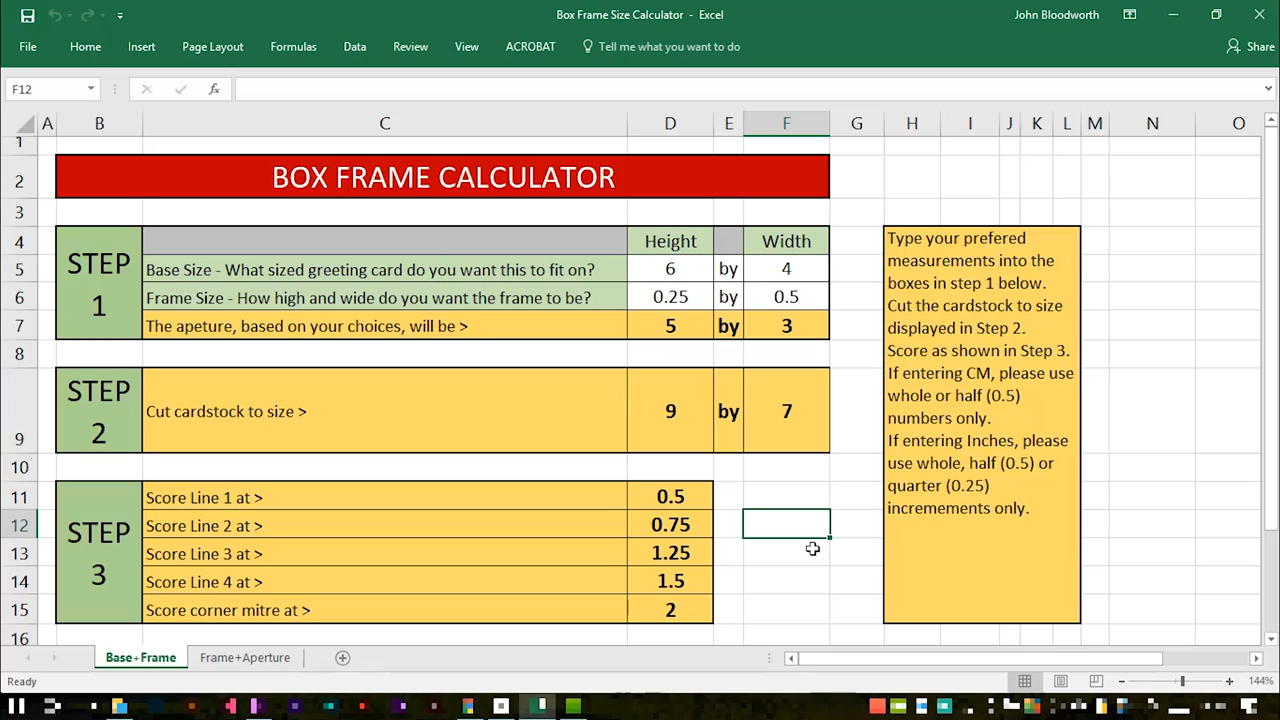 Box Frame Size Calculator - Excel
John Bloodworth
File Home Insert Page Layout Formulas Data Review View ACROBAT Tell me what you want to do Share
F12 fx
A B C D E F G H I J K L M N O
1
2 BOX FRAME CALCULATOR
3
4 Height Width
STEP 1
5 Base Size - What sized greeting card do you want this to fit on? 6 by 4
6 Frame Size - How high and wide do you want the frame to be? 0.25 by 0.5
7 The apeture, based on your choices, will be > 5 by 3
8
STEP 2
9 Cut cardstock to size > 9 by 7
10
STEP 3
11 Score Line 1 at > 0.5
12 Score Line 2 at > 0.75
13 Score Line 3 at > 1.25
14 Score Line 4 at > 1.5
15 Score corner mitre at > 2
16
Type your prefered
measurements into the
boxes in step 1 below.
Cut the cardstock to size
displayed in Step 2.
Score as shown in Step 3.
If entering CM, please use
whole or half (0.5)
numbers only.
If entering Inches, please
use whole, half (0.5) or
quarter (0.25)
incremements only.
Base+Frame Frame+Aperture
Ready 144%